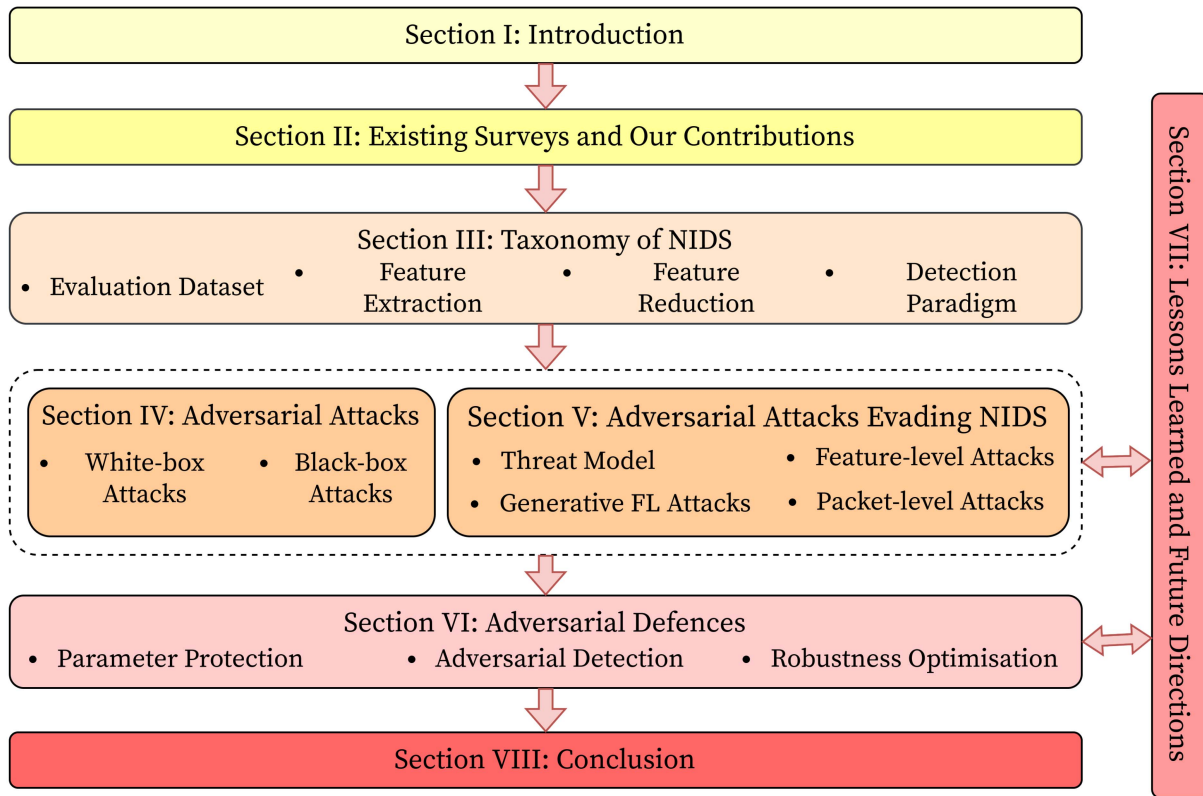 Section I: Introduction
Section II: Existing Surveys and Our Contributions
Section III: Taxonomy of NIDS
• Evaluation Dataset
• Feature
Extraction
• Feature
Reduction
• Detection
Paradigm
Section IV: Adversarial Attacks
• White-box
Attacks
• Black-box
Attacks
Section V: Adversarial Attacks Evading NIDS
• Threat Model
• Feature-level Attacks
• Generative FL Attacks
• Packet-level Attacks
Section VI: Adversarial Defences
• Parameter Protection
• Adversarial Detection
• Robustness Optimisation
Section VIII: Conclusion
Section VII: Lessons Learned and Future Directions